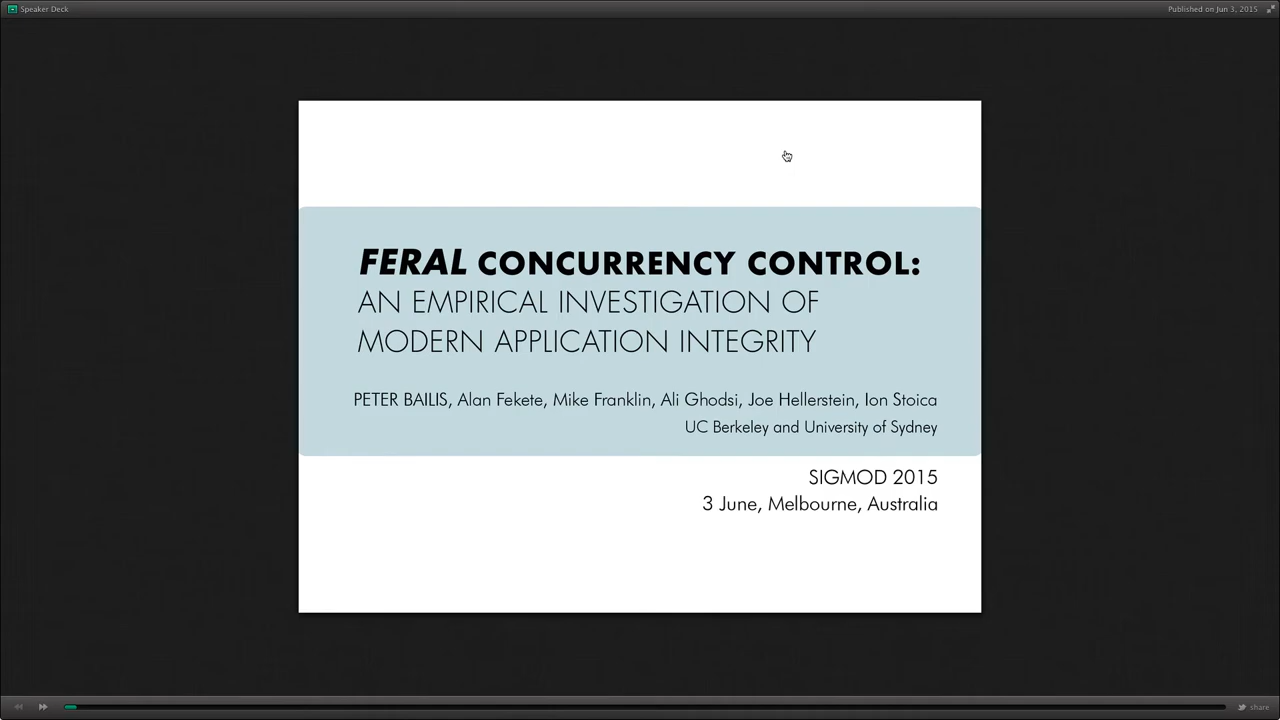 Speaker Deck
Published on Jun 3, 2015
FERAL CONCURRENCY CONTROL:
AN EMPIRICAL INVESTIGATION OF
MODERN APPLICATION INTEGRITY
PETER BAILIS, Alan Fekete, Mike Franklin, Ali Ghodsi, Joe Hellerstein, Ion Stoica
UC Berkeley and University of Sydney
SIGMOD 2015
3 June, Melbourne, Australia
share